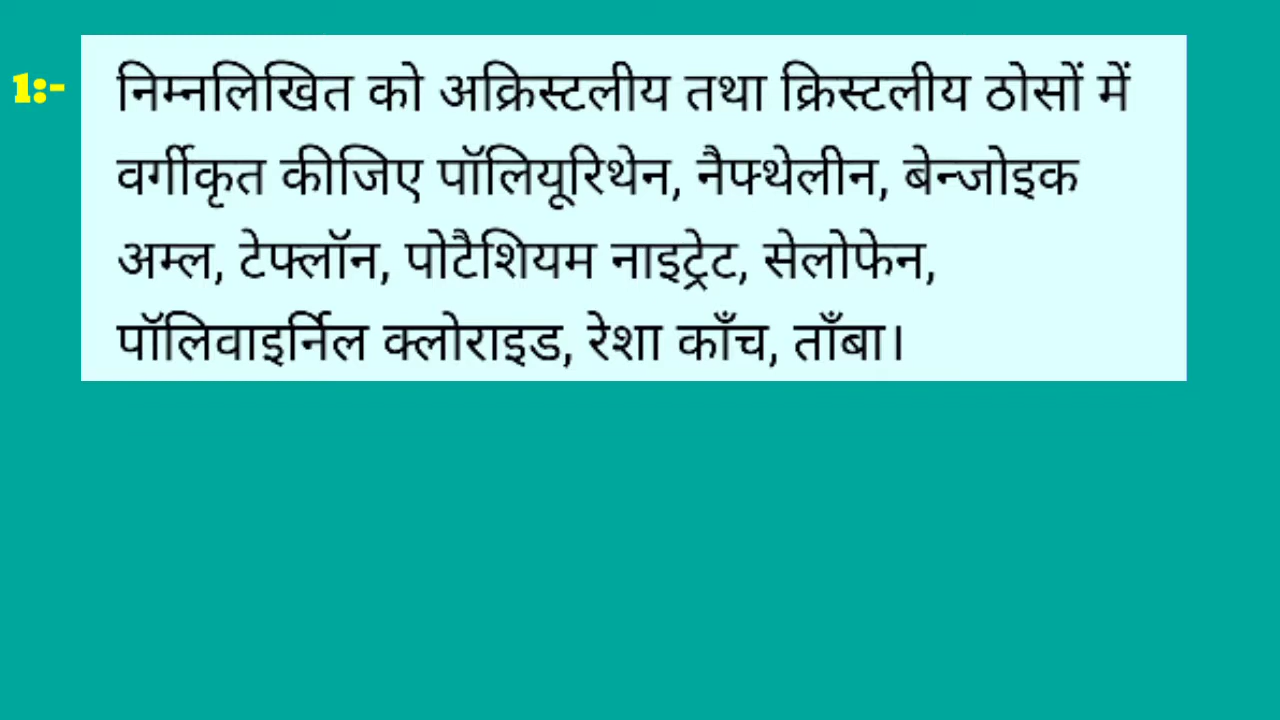 1:- निम्नलिखित को अक्रिस्टलीय तथा क्रिस्टलीय ठोसों में
वर्गीकृत कीजिए पॉलियूरिथेन, नैफ्थेलीन, बेन्जोइक
अम्ल, टेफ्लॉन, पोटैशियम नाइट्रेट, सेलोफेन,
पॉलिवाइर्निल क्लोराइड, रेशा काँच, ताँबा।